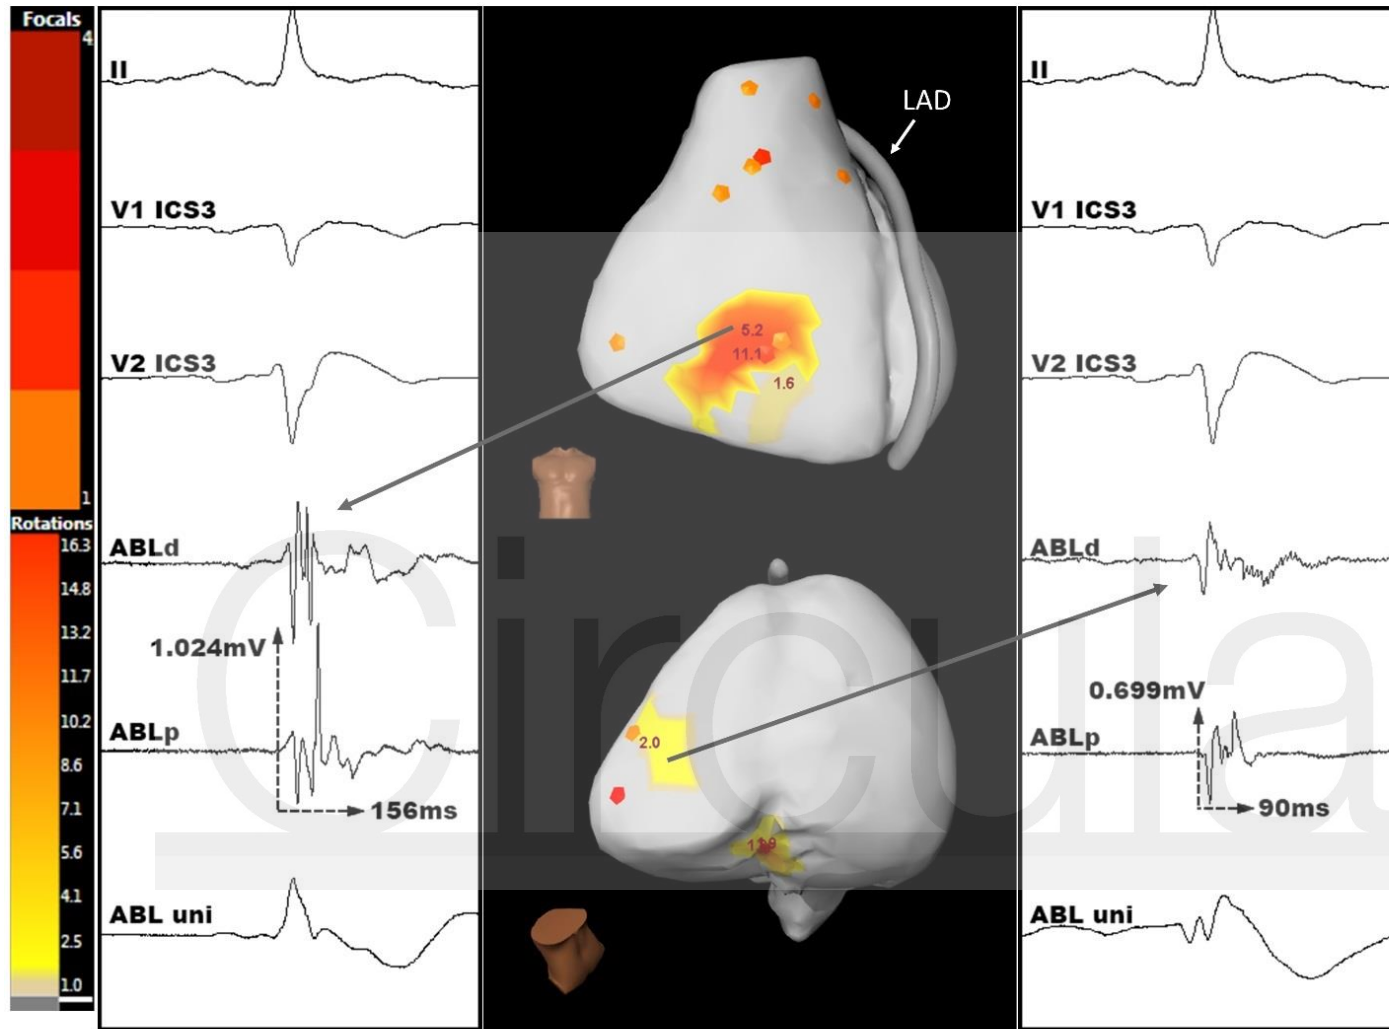 Focals
4
1
Rotations
16.3
14.8
13.2
11.7
10.2
8.6
7.1
5.6
4.1
2.5
1.0
II
V1 ICS3
V2 ICS3
ABLd
1.024mV
ABLp
156ms
ABL uni
LAD
5.2
11.1
1.6
2.0
II
V1 ICS3
V2 ICS3
ABLd
0.699mV
ABLp
90ms
ABL uni
Circula